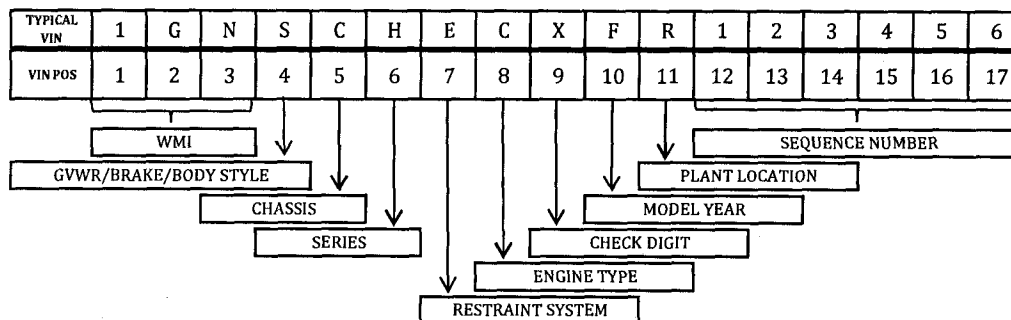 TYPICAL VIN 1 G N S C H E C X F R 1 2 3 4 5 6
VIN POS 1 2 3 4 5 6 7 8 9 10 11 12 13 14 15 16 17
WMI SEQUENCE NUMBER
GVWR/BRAKE/BODY STYLE PLANT LOCATION
CHASSIS MODEL YEAR
SERIES CHECK DIGIT
ENGINE TYPE
RESTRAINT SYSTEM